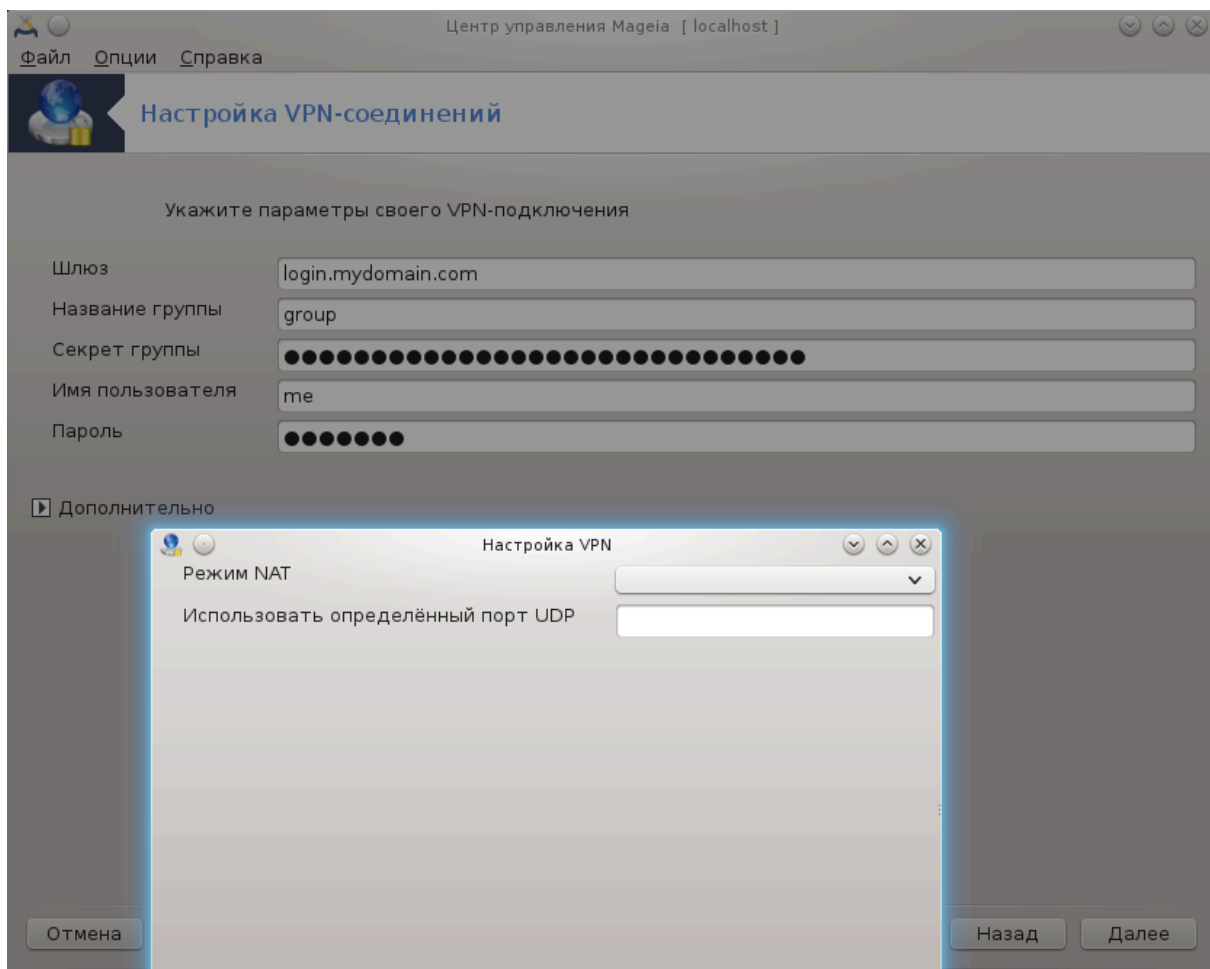 Центр управления Mageia [ localhost ]
Файл Опции Справка
Настройка VPN-соединений
Укажите параметры своего VPN-подключения
Шлюз login.mydomain.com
Название группы group
Секрет группы ●●●●●●●●●●●●●●●●●●●●●●●●●●●●●●
Имя пользователя me
Пароль ●●●●●●●
Дополнительно
Настройка VPN
Режим NAT
Использовать определённый порт UDP
Отмена Назад Далее